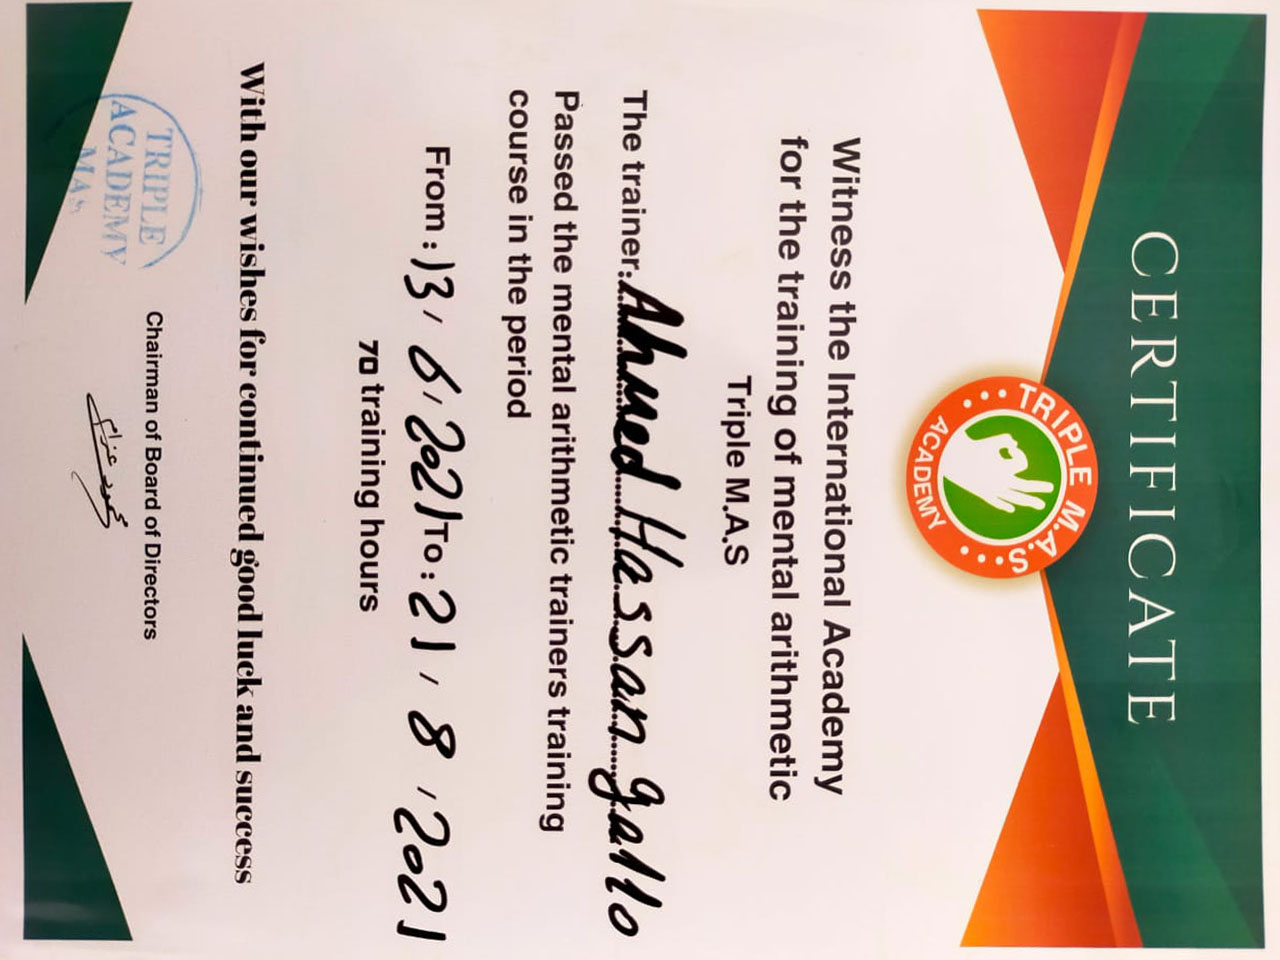 CERTIFICATE
TRIPLE M.A.S
ACADEMY
Witness the International Academy
for the training of mental arithmetic
Triple M.A.S
The trainer: Ahmed Hassan gallo
Passed the mental arithmetic trainers training
course in the period
From : 13 , 6 , 2021 To : 21 , 8 , 2021
70 training hours
With our wishes for continued good luck and success
Chairman of Board of Directors
TRIPLE
ACADEMY
MAS